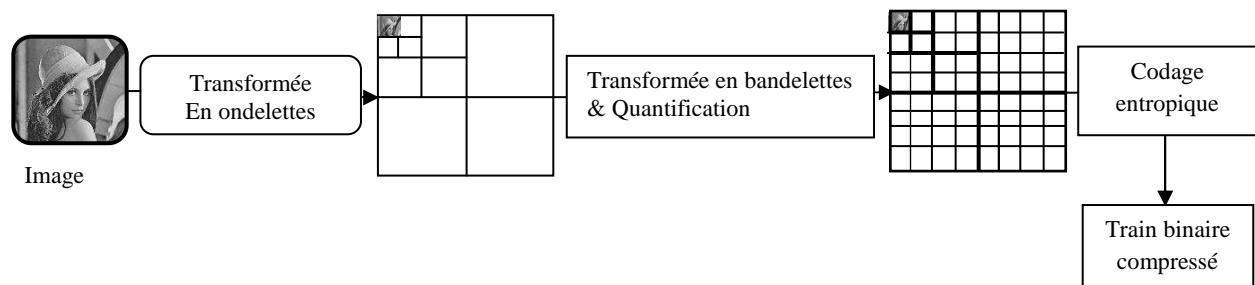 Image
Transformée
En ondelettes
Transformée en bandelettes
& Quantification
Codage
entropique
Train binaire
compressé